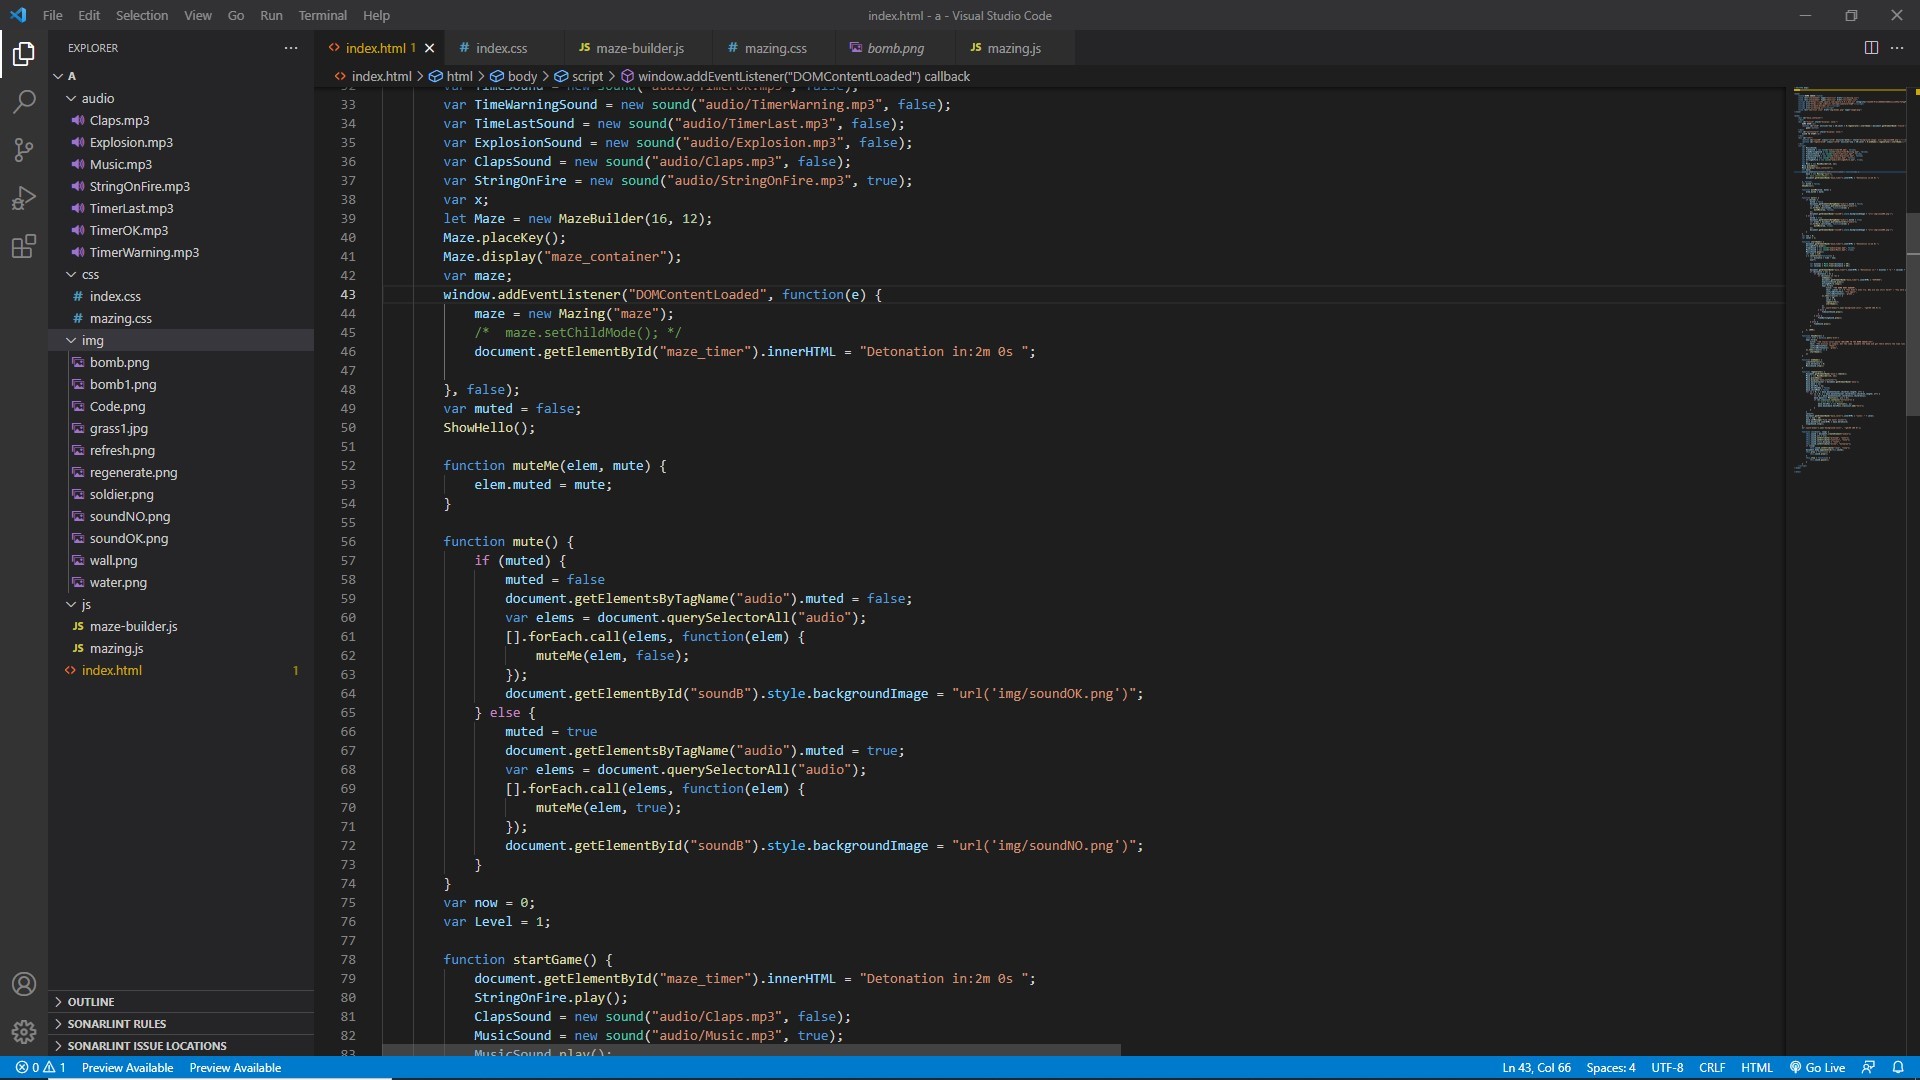 File Edit Selection View Go Run Terminal Help
index.html - a - Visual Studio Code
EXPLORER
A
audio
Claps.mp3
Explosion.mp3
Music.mp3
StringOnFire.mp3
TimerLast.mp3
TimerOK.mp3
TimerWarning.mp3
css
# index.css
# mazing.css
img
bomb.png
bomb1.png
Code.png
grass1.jpg
refresh.png
regenerate.png
soldier.png
soundNO.png
soundOK.png
wall.png
water.png
js
JS maze-builder.js
JS mazing.js
<> index.html 1
OUTLINE
SONARLINT RULES
SONARLINT ISSUE LOCATIONS
<> index.html 1 # index.css JS maze-builder.js # mazing.css bomb.png JS mazing.js
<> index.html > html > body > script > window.addEventListener("DOMContentLoaded") callback
32 var TimeSound = new sound("audio/TimerOK.mp3", false);
33 var TimeWarningSound = new sound("audio/TimerWarning.mp3", false);
34 var TimeLastSound = new sound("audio/TimerLast.mp3", false);
35 var ExplosionSound = new sound("audio/Explosion.mp3", false);
36 var ClapsSound = new sound("audio/Claps.mp3", false);
37 var StringOnFire = new sound("audio/StringOnFire.mp3", true);
38 var x;
39 let Maze = new MazeBuilder(16, 12);
40 Maze.placeKey();
41 Maze.display("maze_container");
42 var maze;
43 window.addEventListener("DOMContentLoaded", function(e) {
44 maze = new Mazing("maze");
45 /*  maze.setChildMode(); */
46 document.getElementById("maze_timer").innerHTML = "Detonation in:2m 0s ";
47
48 }, false);
49 var muted = false;
50 ShowHello();
51
52 function muteMe(elem, mute) {
53 elem.muted = mute;
54 }
55
56 function mute() {
57 if (muted) {
58 muted = false
59 document.getElementsByTagName("audio").muted = false;
60 var elems = document.querySelectorAll("audio");
61 [].forEach.call(elems, function(elem) {
62 muteMe(elem, false);
63 });
64 document.getElementById("soundB").style.backgroundImage = "url('img/soundOK.png')";
65 } else {
66 muted = true
67 document.getElementsByTagName("audio").muted = true;
68 var elems = document.querySelectorAll("audio");
69 [].forEach.call(elems, function(elem) {
70 muteMe(elem, true);
71 });
72 document.getElementById("soundB").style.backgroundImage = "url('img/soundNO.png')";
73 }
74 }
75 var now = 0;
76 var Level = 1;
77
78 function startGame() {
79 document.getElementById("maze_timer").innerHTML = "Detonation in:2m 0s ";
80 StringOnFire.play();
81 ClapsSound = new sound("audio/Claps.mp3", false);
82 MusicSound = new sound("audio/Music.mp3", true);
83 MusicSound.play();
0 1 Preview Available Preview Available
Ln 43, Col 66 Spaces: 4 UTF-8 CRLF HTML Go Live